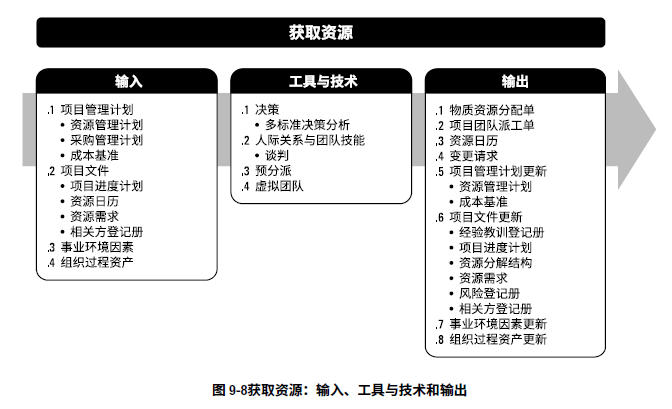 获取资源
输入
.1 项目管理计划
• 资源管理计划
• 采购管理计划
• 成本基准
.2 项目文件
• 项目进度计划
• 资源日历
• 资源需求
• 相关方登记册
.3 事业环境因素
.4 组织过程资产
工具与技术
.1 决策
• 多标准决策分析
.2 人际关系与团队技能
• 谈判
.3 预分派
.4 虚拟团队
输出
.1 物质资源分配单
.2 项目团队派工单
.3 资源日历
.4 变更请求
.5 项目管理计划更新
• 资源管理计划
• 成本基准
.6 项目文件更新
• 经验教训登记册
• 项目进度计划
• 资源分解结构
• 资源需求
• 风险登记册
• 相关方登记册
.7 事业环境因素更新
.8 组织过程资产更新
图 9-8获取资源：输入、工具与技术和输出